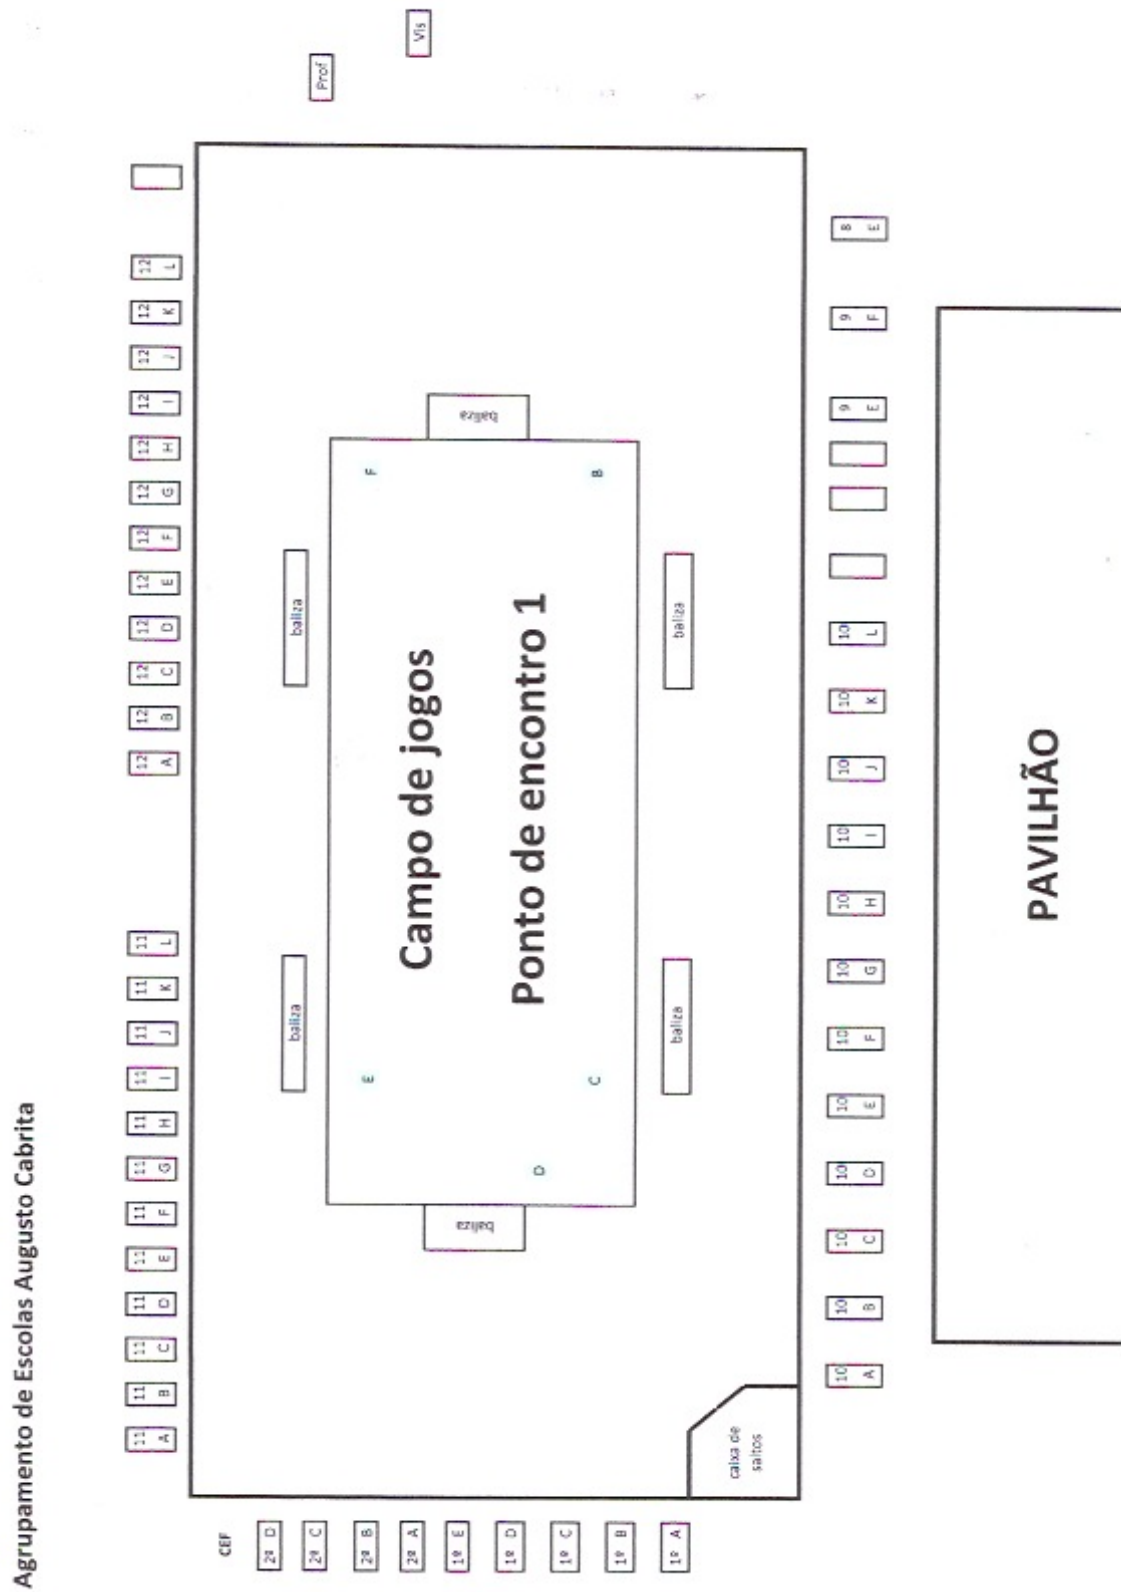 Agrupamento de Escolas Augusto Cabrita
11 A
11 B
11 C
11 D
11 E
11 F
11 G
11 H
11 I
11 J
11 K
11 L
12 A
12 B
12 C
12 D
12 E
12 F
12 G
12 H
12 I
12 J
12 K
12 L
Prof
Vis
CEF
2º D
2º C
2º B
2º A
1º E
1º D
1º C
1º B
1º A
baliza
baliza
baliza
baliza
E
F
Campo de jogos
Ponto de encontro 1
D
C
B
baliza
baliza
caixa de
saltos
10 A
10 B
10 C
10 D
10 E
10 F
10 G
10 H
10 I
10 J
10 K
10 L
9 E
9 F
8 E
PAVILHÃO